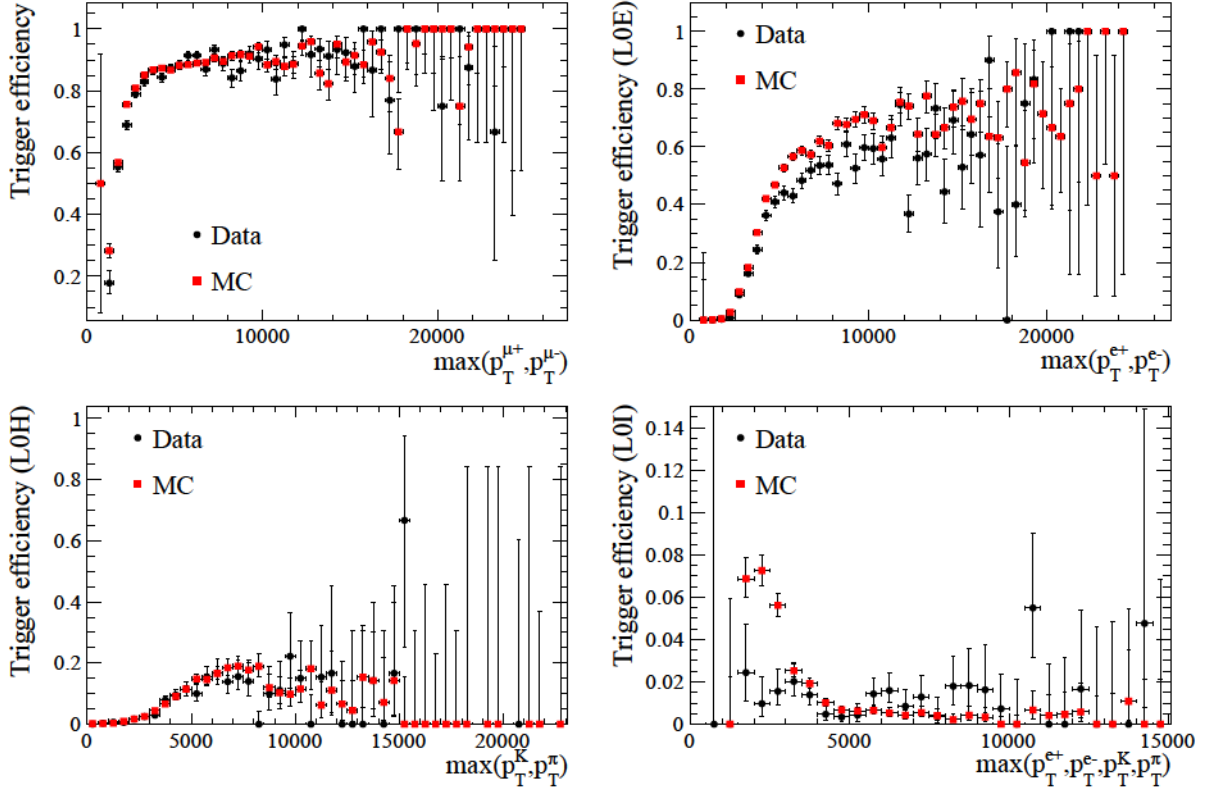 Trigger efficiency
1
0.8
0.6
0.4
0.2
Data
MC
0 10000 20000
max(p_T^{μ+},p_T^{μ-})
Trigger efficiency (L0E)
1
0.8
0.6
0.4
0.2
0
Data
MC
0 10000 20000
max(p_T^{e+},p_T^{e-})
Trigger efficiency (L0H)
1
0.8
0.6
0.4
0.2
0
Data
MC
0 5000 10000 15000 20000
max(p_T^K,p_T^π)
Trigger efficiency (L0I)
0.14
0.12
0.1
0.08
0.06
0.04
0.02
0
Data
MC
0 5000 10000 15000
max(p_T^{e+},p_T^{e-},p_T^K,p_T^π)